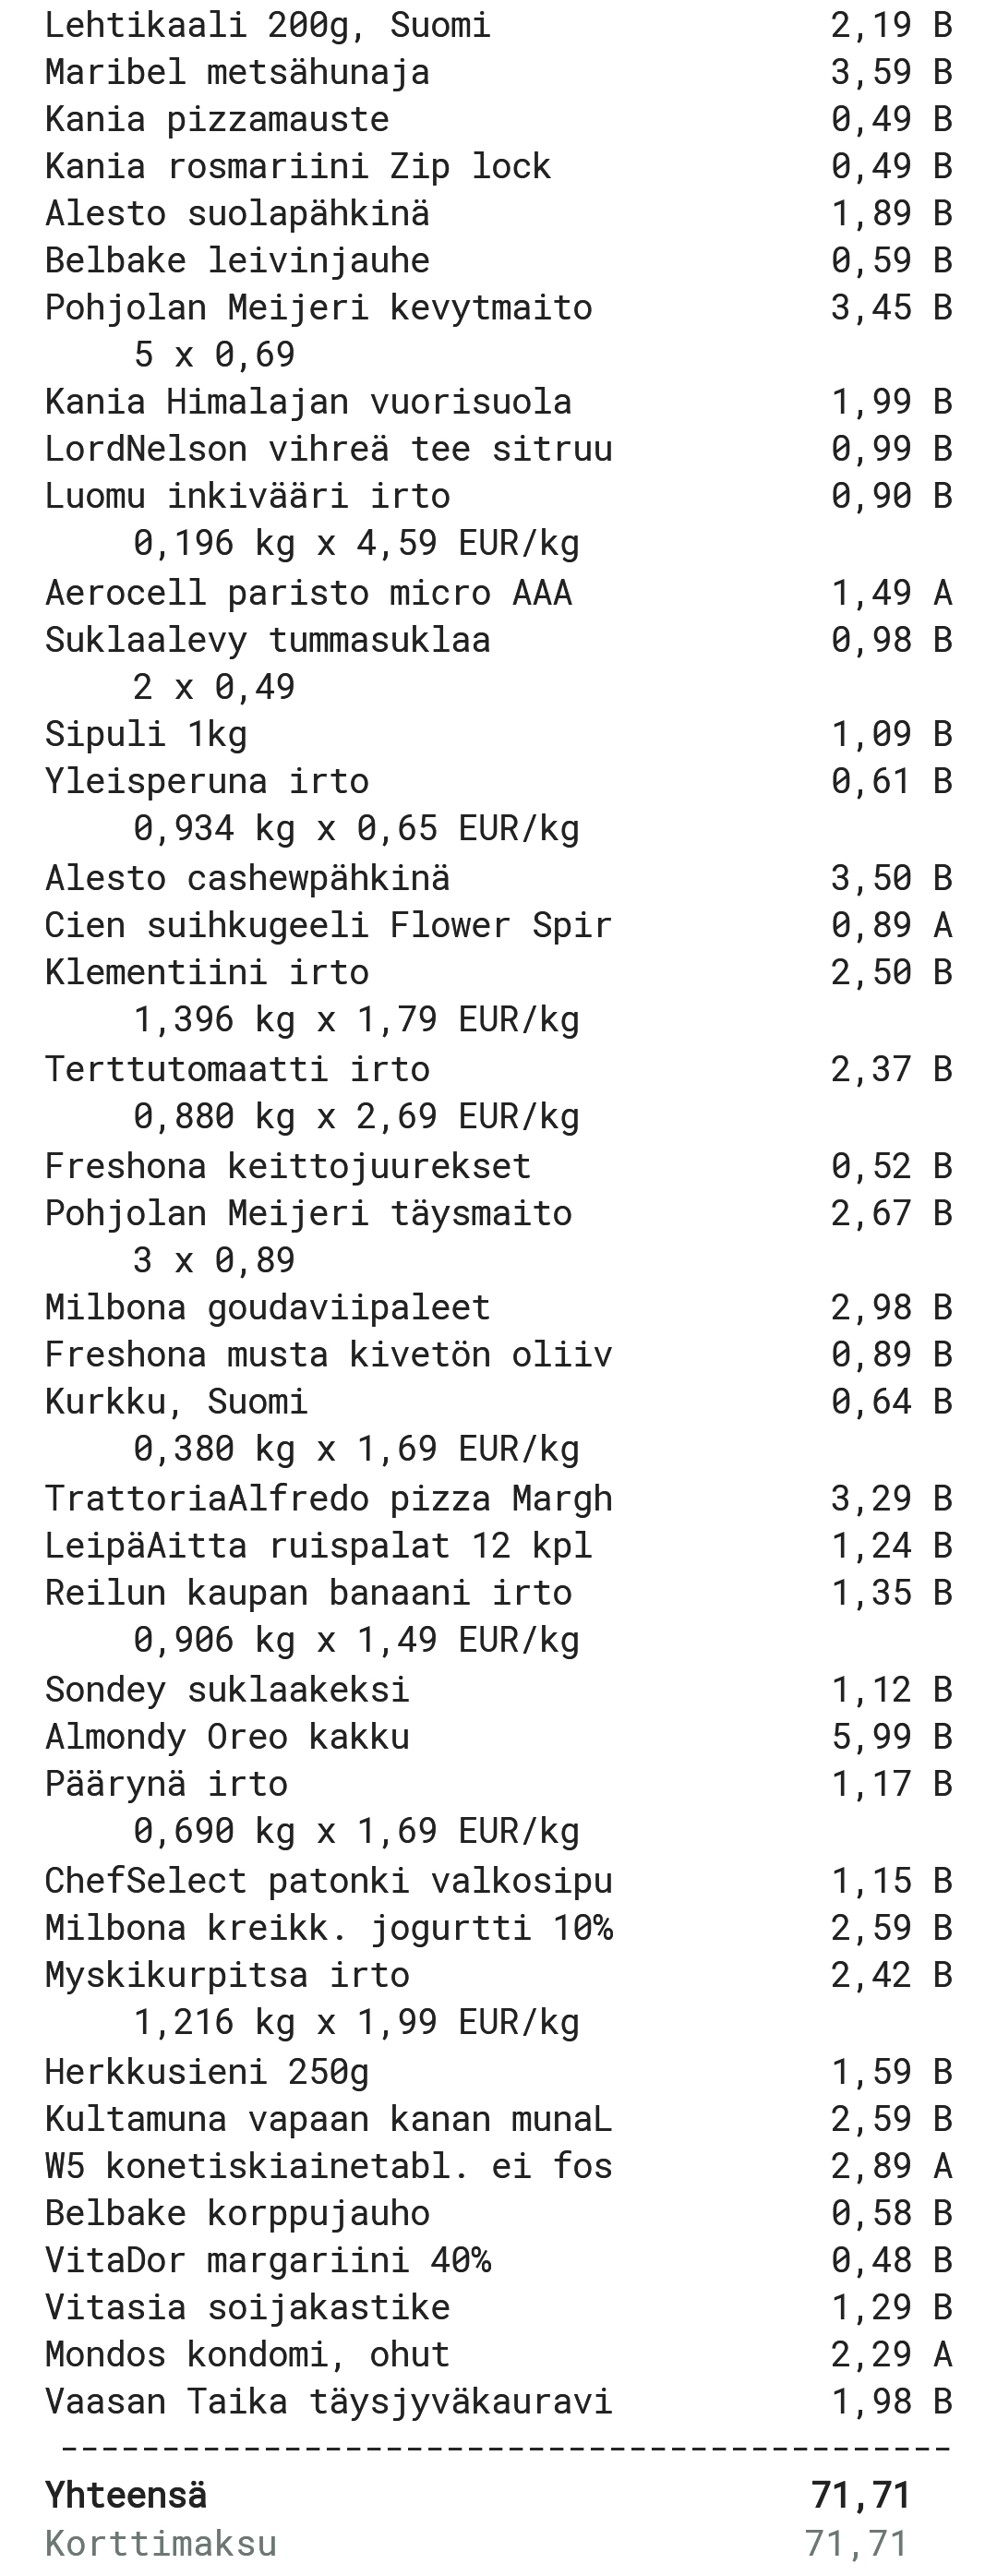 Lehtikaali 200g, Suomi 2,19 B
Maribel metsähunaja 3,59 B
Kania pizzamauste 0,49 B
Kania rosmariini Zip lock 0,49 B
Alesto suolapähkinä 1,89 B
Belbake leivinjauhe 0,59 B
Pohjolan Meijeri kevytmaito 3,45 B
5 x 0,69
Kania Himalajan vuorisuola 1,99 B
LordNelson vihreä tee sitruu 0,99 B
Luomu inkivääri irto 0,90 B
0,196 kg x 4,59 EUR/kg
Aerocell paristo micro AAA 1,49 A
Suklaalevy tummasuklaa 0,98 B
2 x 0,49
Sipuli 1kg 1,09 B
Yleisperuna irto 0,61 B
0,934 kg x 0,65 EUR/kg
Alesto cashewpähkinä 3,50 B
Cien suihkugeeli Flower Spir 0,89 A
Klementiini irto 2,50 B
1,396 kg x 1,79 EUR/kg
Terttutomaatti irto 2,37 B
0,880 kg x 2,69 EUR/kg
Freshona keittojuurekset 0,52 B
Pohjolan Meijeri täysmaito 2,67 B
3 x 0,89
Milbona goudaviipaleet 2,98 B
Freshona musta kivetön oliiv 0,89 B
Kurkku, Suomi 0,64 B
0,380 kg x 1,69 EUR/kg
TrattoriaAlfredo pizza Margh 3,29 B
LeipäAitta ruispalat 12 kpl 1,24 B
Reilun kaupan banaani irto 1,35 B
0,906 kg x 1,49 EUR/kg
Sondey suklaakeksi 1,12 B
Almondy Oreo kakku 5,99 B
Päärynä irto 1,17 B
0,690 kg x 1,69 EUR/kg
ChefSelect patonki valkosipu 1,15 B
Milbona kreikk. jogurtti 10% 2,59 B
Myskikurpitsa irto 2,42 B
1,216 kg x 1,99 EUR/kg
Herkkusieni 250g 1,59 B
Kultamuna vapaan kanan munaL 2,59 B
W5 konetiskiainetabl. ei fos 2,89 A
Belbake korppujauho 0,58 B
VitaDor margariini 40% 0,48 B
Vitasia soijakastike 1,29 B
Mondos kondomi, ohut 2,29 A
Vaasan Taika täysjyväkauravi 1,98 B
--------------------------------------------
Yhteensä 71,71
Korttimaksu 71,71